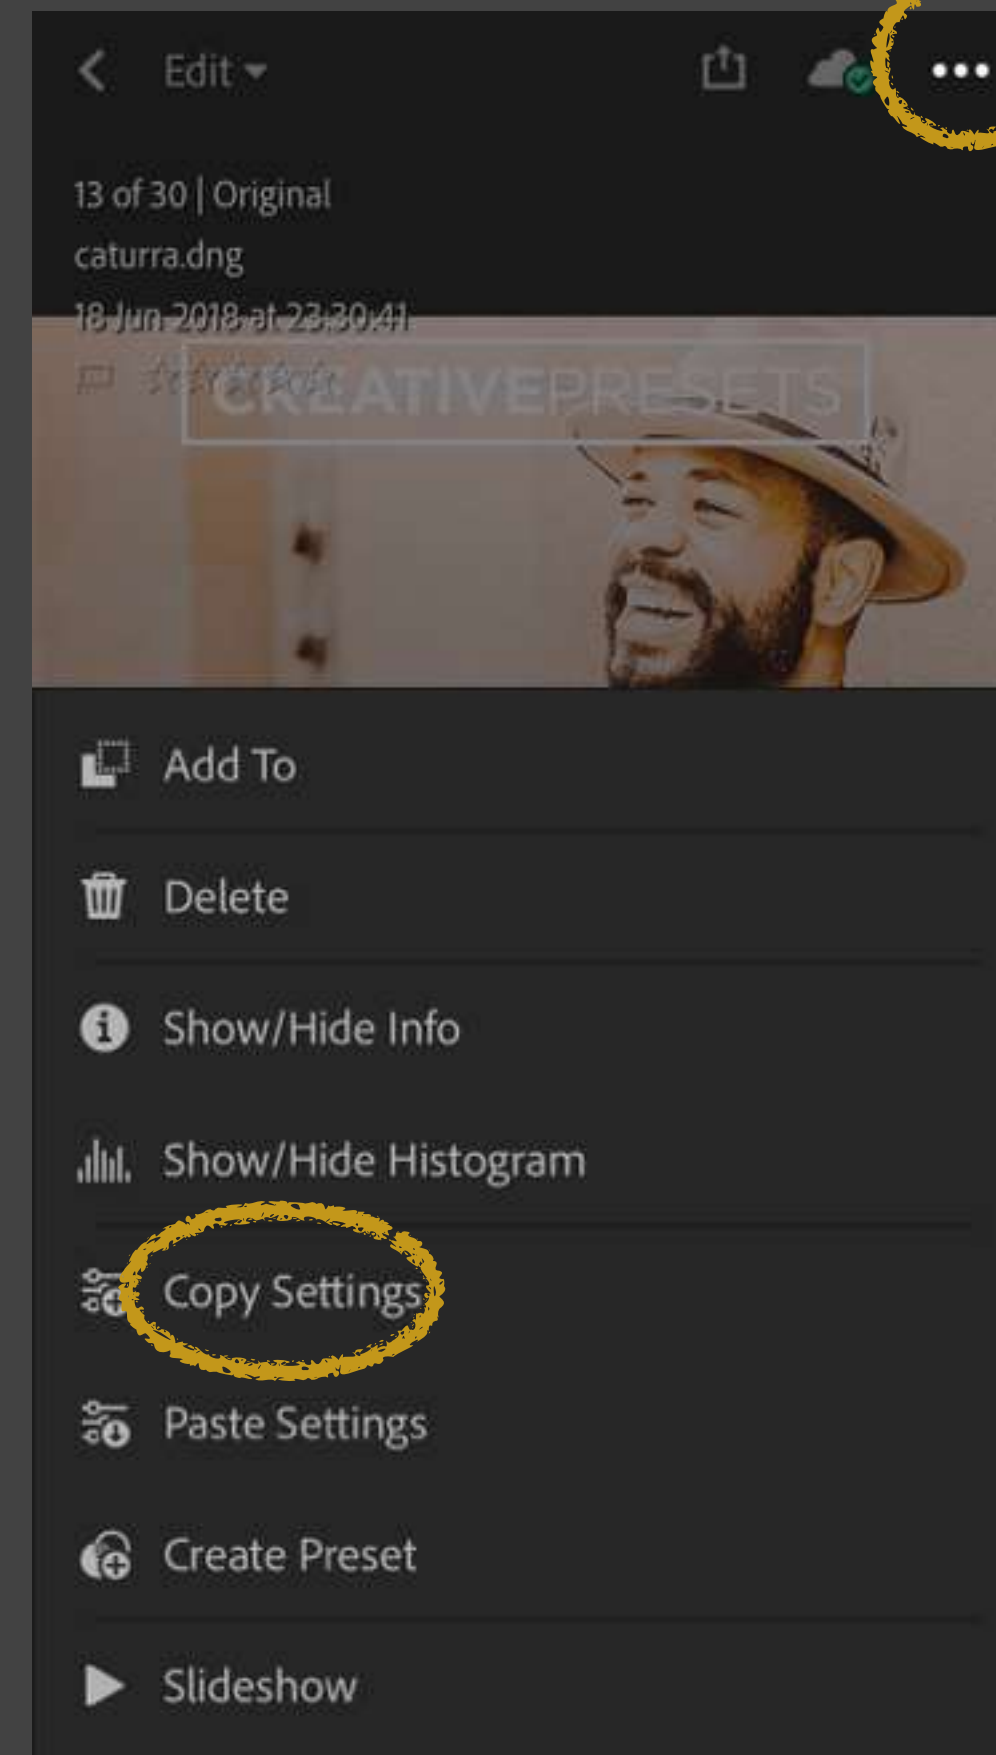 Edit
13 of 30 | Original
caturra.dng
18 Jun 2018 at 23:30:41
CREATIVEPRESETS
Add To
Delete
Show/Hide Info
Show/Hide Histogram
Copy Settings
Paste Settings
Create Preset
Slideshow